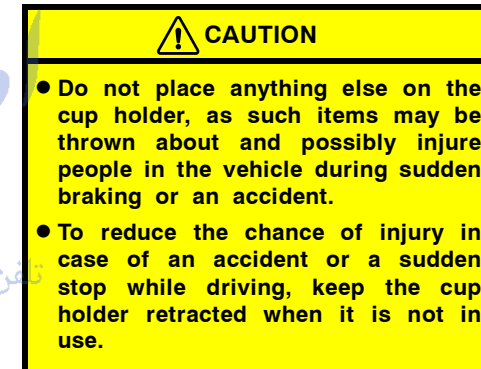 CAUTION
● Do not place anything else on the
cup holder, as such items may be
thrown about and possibly injure
people in the vehicle during sudden
braking or an accident.
● To reduce the chance of injury in
case of an accident or a sudden
stop while driving, keep the cup
holder retracted when it is not in
use.
تلفن